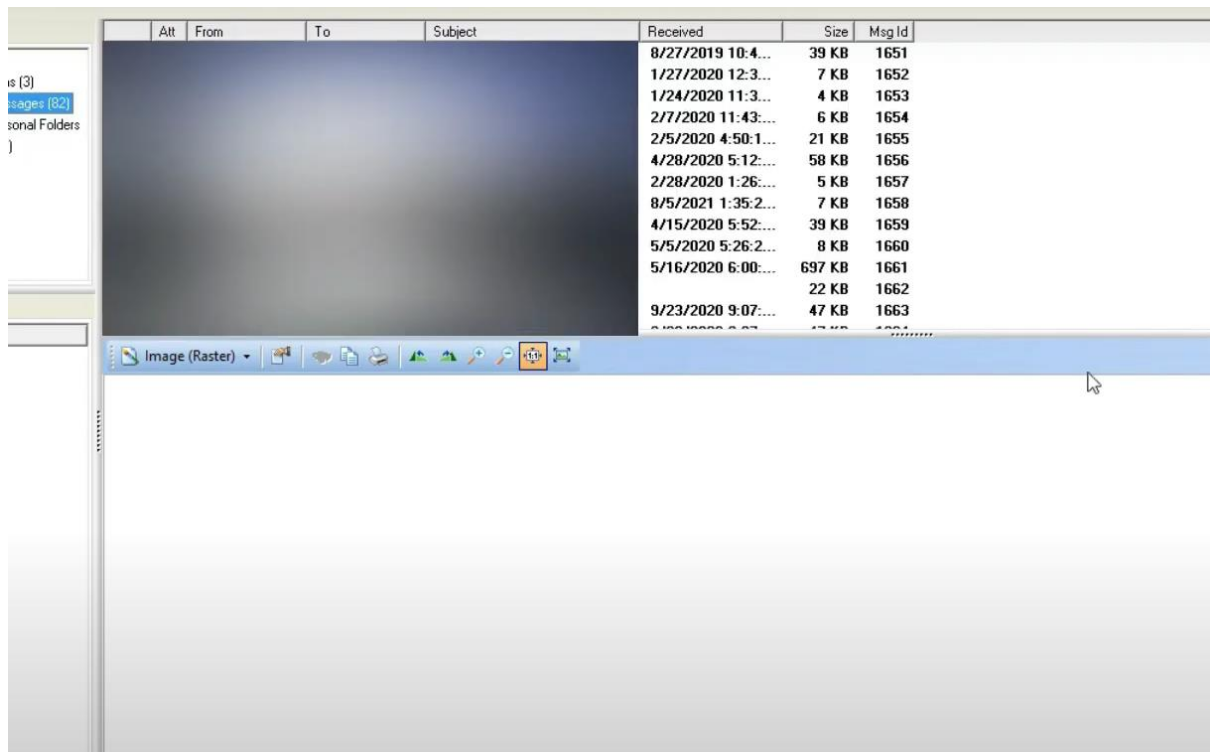 Att From To Subject Received Size Msg Id
8/27/2019 10:4... 39 KB 1651
1/27/2020 12:3... 7 KB 1652
1/24/2020 11:3... 4 KB 1653
2/7/2020 11:43:... 6 KB 1654
2/5/2020 4:50:1... 21 KB 1655
4/28/2020 5:12:... 58 KB 1656
2/28/2020 1:26:... 5 KB 1657
8/5/2021 1:35:2... 7 KB 1658
4/15/2020 5:52:... 39 KB 1659
5/5/2020 5:26:2... 8 KB 1660
5/16/2020 6:00:... 697 KB 1661
22 KB 1662
9/23/2020 9:07:... 47 KB 1663
ns (3)
ssages (82)
sonal Folders
)
Image (Raster)
1:1